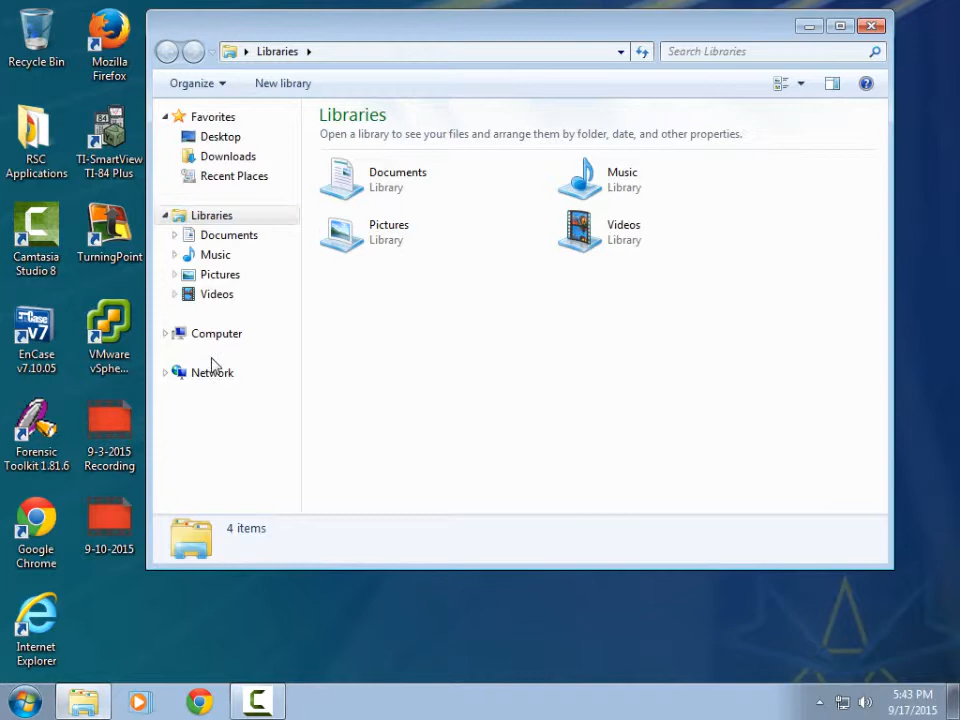 Recycle Bin
Mozilla
Firefox
RSC
Applications
TI-SmartView
TI-84 Plus
Camtasia
Studio 8
TurningPoint
EnCase
v7.10.05
VMware
vSphe...
Forensic
Toolkit 1.81.6
9-3-2015
Recording
Google
Chrome
9-10-2015
Internet
Explorer
Libraries
Search Libraries
Organize
New library
Favorites
Desktop
Downloads
Recent Places
Libraries
Documents
Music
Pictures
Videos
Computer
Network
Libraries
Open a library to see your files and arrange them by folder, date, and other properties.
Documents
Library
Music
Library
Pictures
Library
Videos
Library
4 items
5:43 PM
9/17/2015